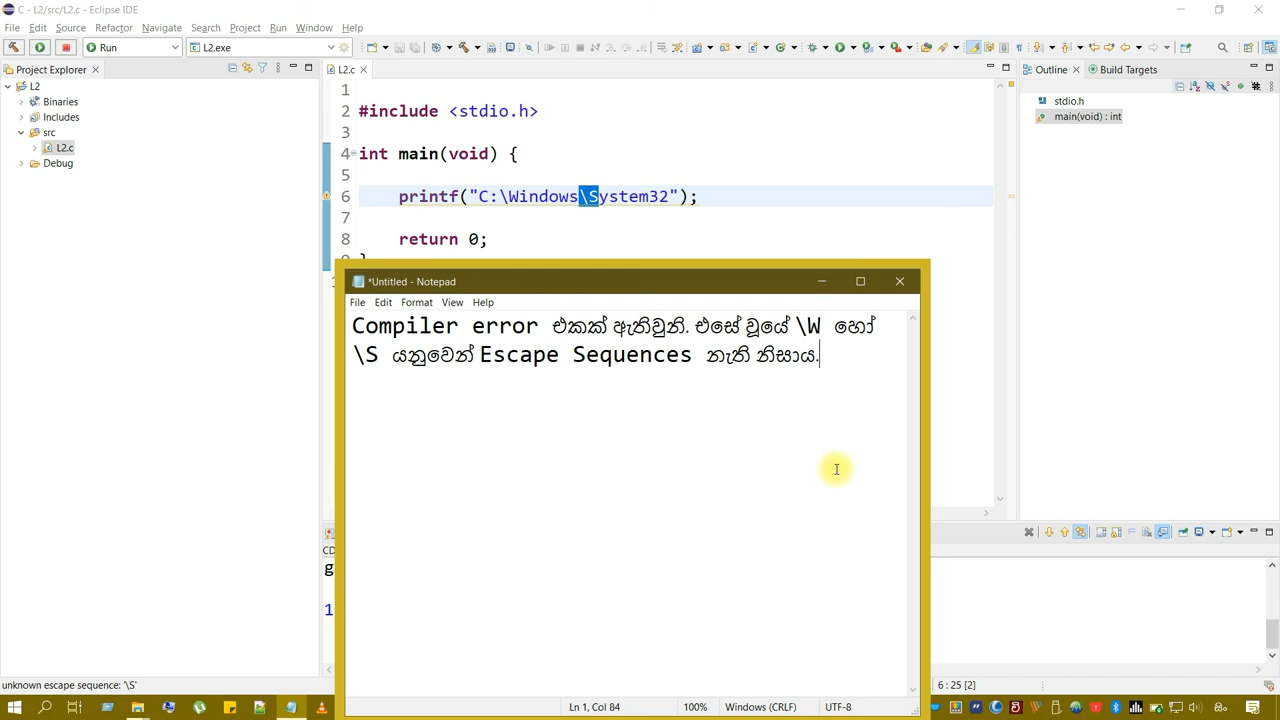 C - L2/src/L2.c - Eclipse IDE
File Edit Source Refactor Navigate Search Project Run Window Help
Run L2.exe
Project Explorer
L2.c
Outline Build Targets
L2
Binaries
Includes
src
L2.c
Debug
stdio.h
main(void) : int
1
2 #include <stdio.h>
3
4 int main(void) {
5
6 printf("C:\Windows\System32");
7
8 return 0;
*Untitled - Notepad
File Edit Format View Help
Compiler error එකක් ඇතිවුනි. එසේ වූයේ \W හෝ
\S යනුවෙන් Escape Sequences නැති නිසාය.
CD
g
1
Ln 1, Col 84 100% Windows (CRLF) UTF-8
unknown escape sequence: '\S'
6 : 25 [2]